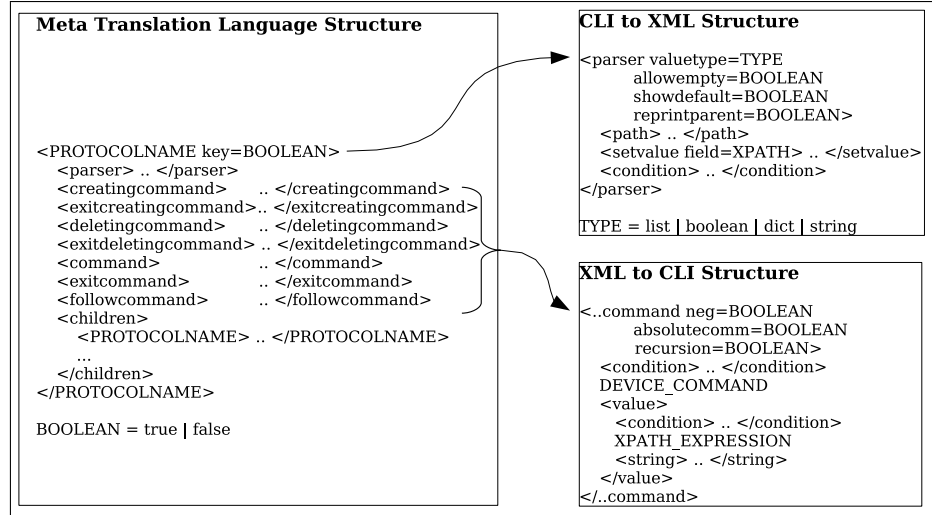 Meta Translation Language Structure
<PROTOCOLNAME key=BOOLEAN>
<parser> .. </parser>
<creatingcommand> .. </creatingcommand>
<exitcreatingcommand>.. </exitcreatingcommand>
<deletingcommand> .. </deletingcommand>
<exitdeletingcommand> .. </exitdeletingcommand>
<command> .. </command>
<exitcommand> .. </exitcommand>
<followcommand> .. </followcommand>
<children>
<PROTOCOLNAME> .. </PROTOCOLNAME>
...
</children>
</PROTOCOLNAME>
BOOLEAN = true | false
CLI to XML Structure
<parser valuetype=TYPE
allowempty=BOOLEAN
showdefault=BOOLEAN
reprintparent=BOOLEAN>
<path> .. </path>
<setvalue field=XPATH> .. </setvalue>
<condition> .. </condition>
</parser>
TYPE = list | boolean | dict | string
XML to CLI Structure
<..command neg=BOOLEAN
absolutecomm=BOOLEAN
recursion=BOOLEAN>
<condition> .. </condition>
DEVICE_COMMAND
<value>
<condition> .. </condition>
XPATH_EXPRESSION
<string> .. </string>
</value>
</..command>